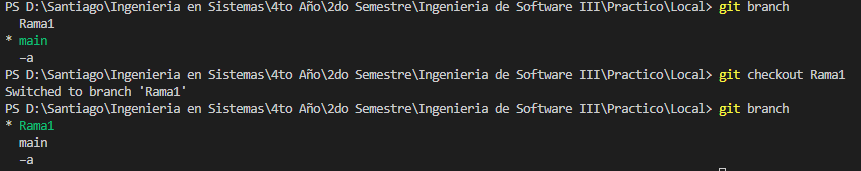 PS D:\Santiago\Ingenieria en Sistemas\4to Año\2do Semestre\Ingenieria de Software III\Practico\Local> git branch
  Rama1
* main
  –a
PS D:\Santiago\Ingenieria en Sistemas\4to Año\2do Semestre\Ingenieria de Software III\Practico\Local> git checkout Rama1
Switched to branch 'Rama1'
PS D:\Santiago\Ingenieria en Sistemas\4to Año\2do Semestre\Ingenieria de Software III\Practico\Local> git branch
* Rama1
  main
  –a